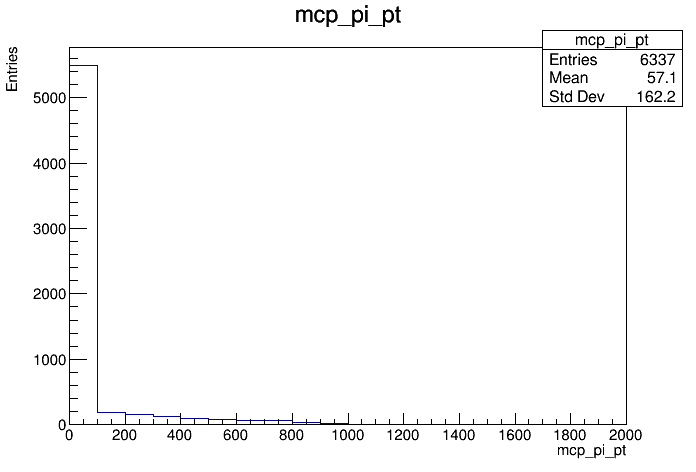 mcp_pi_pt
mcp_pi_pt
Entries 6337
Mean 57.1
Std Dev 162.2
Entries
5000
4000
3000
2000
1000
0
0 200 400 600 800 1000 1200 1400 1600 1800 2000
mcp_pi_pt